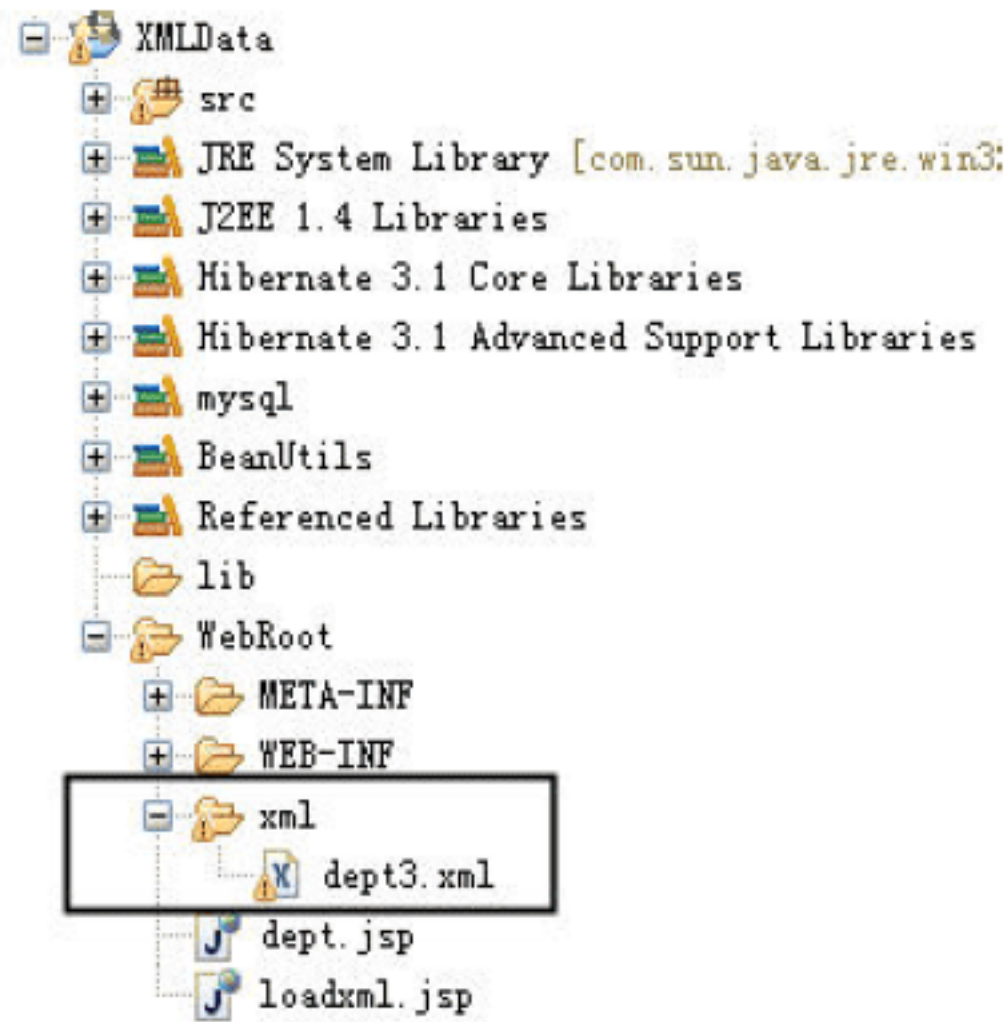 XMLData
src
JRE System Library [com.sun.java.jre.win3
J2EE 1.4 Libraries
Hibernate 3.1 Core Libraries
Hibernate 3.1 Advanced Support Libraries
mysql
BeanUtils
Referenced Libraries
lib
WebRoot
META-INF
WEB-INF
xml
dept3.xml
dept.jsp
loadxml.jsp